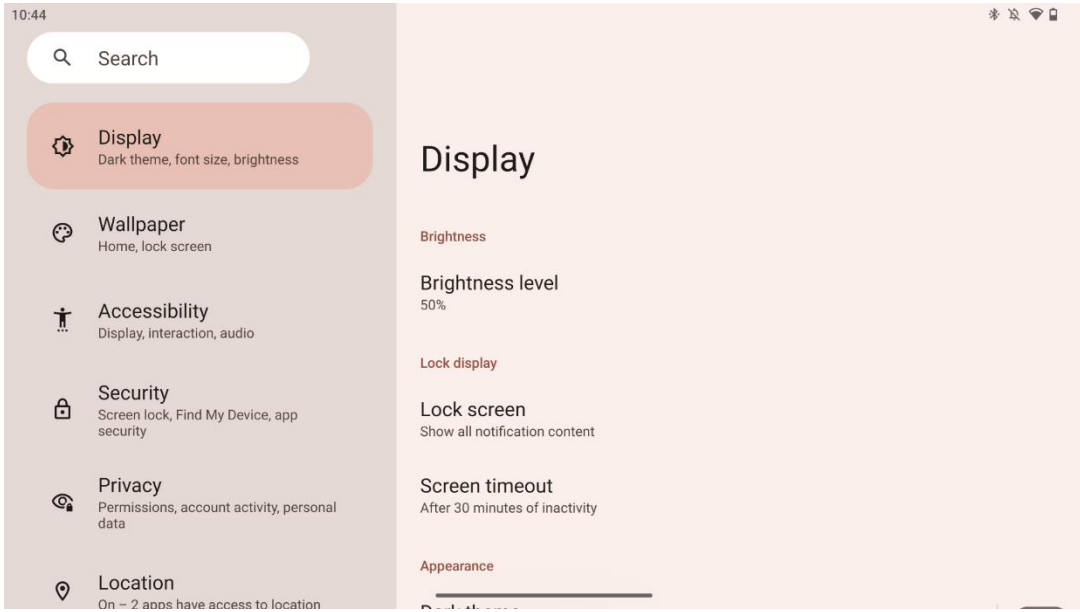 10:44
Search
Display
Dark theme, font size, brightness
Wallpaper
Home, lock screen
Accessibility
Display, interaction, audio
Security
Screen lock, Find My Device, app
security
Privacy
Permissions, account activity, personal
data
Location
On – 2 apps have access to location
Display
Brightness
Brightness level
50%
Lock display
Lock screen
Show all notification content
Screen timeout
After 30 minutes of inactivity
Appearance
Dark theme